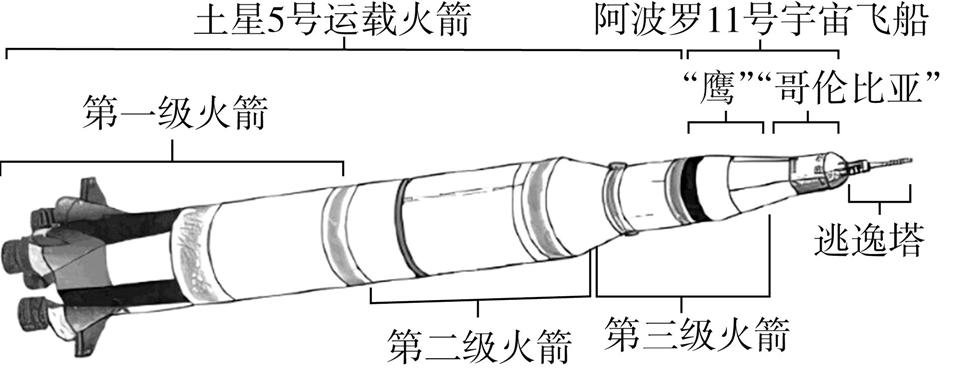 土星5号运载火箭
阿波罗11号宇宙飞船
“鹰”“哥伦比亚”
第一级火箭
逃逸塔
第二级火箭
第三级火箭